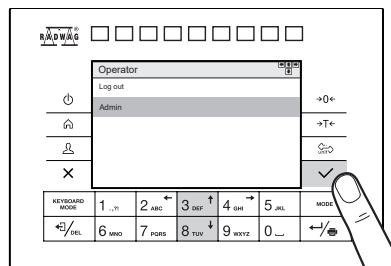 RADWAG®
Operator
Log out
Admin
→0←
→T←
unit
KEYBOARD MODE
1 .,?!
2 ABC
3 DEF ↑
4 GHI →
5 JKL
MODE
/DEL
6 MNO
7 PQRS
8 TUV ↓
9 WXYZ
0